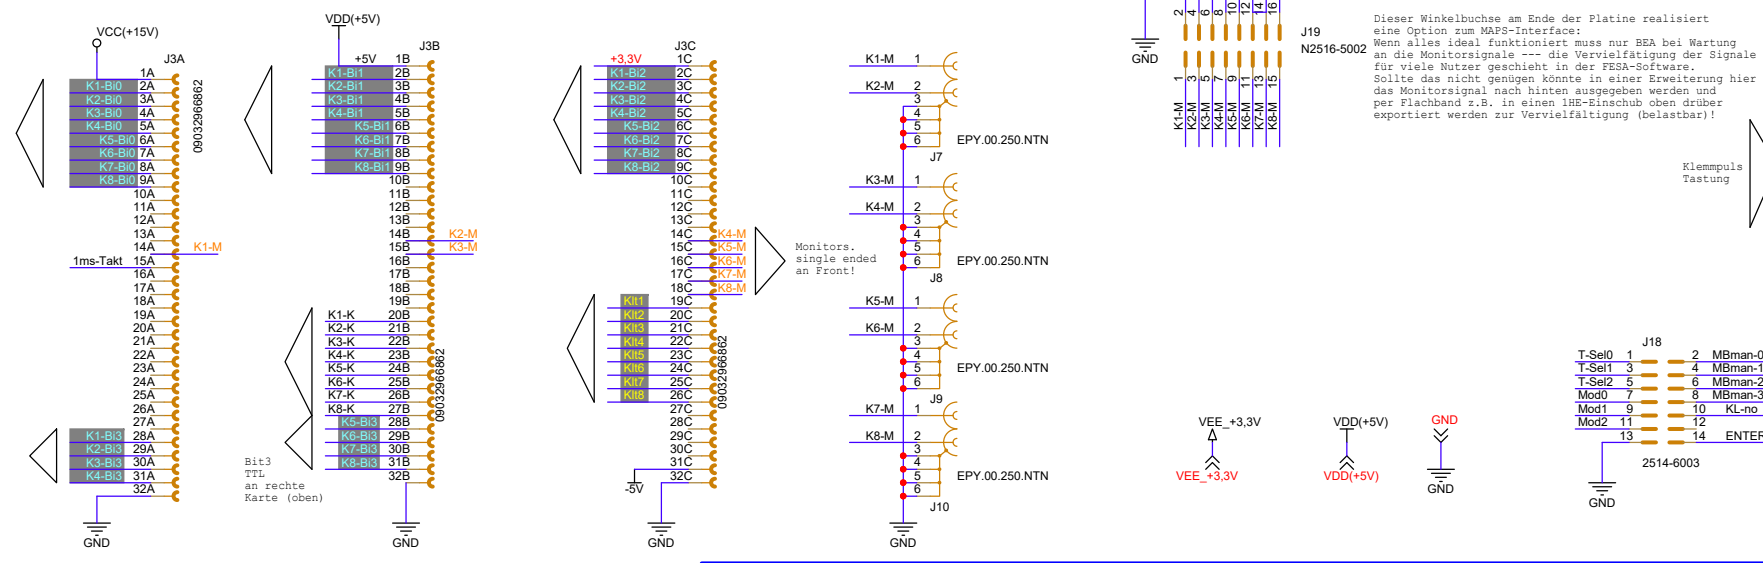 VCC(+15V)
J3A
1A
K1-Bi0 2A
K2-Bi0 3A
K3-Bi0 4A
K4-Bi0 5A
K5-Bi0 6A
K6-Bi0 7A
K7-Bi0 8A
K8-Bi0 9A
10A
11A
12A
13A
14A K1-M
1ms-Takt 15A
16A
17A
18A
19A
20A
21A
22A
23A
24A
25A
26A
27A
K1-Bi3 28A
K2-Bi3 29A
K3-Bi3 30A
K4-Bi3 31A
32A
09032966862
GND
VDD(+5V)
J3B
+5V 1B
K1-Bi1 2B
K2-Bi1 3B
K3-Bi1 4B
K4-Bi1 5B
K5-Bi1 6B
K6-Bi1 7B
K7-Bi1 8B
K8-Bi1 9B
10B
11B
12B
13B
14B K2-M
15B K3-M
16B
17B
18B
19B
K1-K 20B
K2-K 21B
K3-K 22B
K4-K 23B
K5-K 24B
K6-K 25B
K7-K 26B
K8-K 27B
K5-Bi3 28B
K6-Bi3 29B
K7-Bi3 30B
K8-Bi3 31B
32B
09032966862
Bit3
TTL
an rechte
Karte (oben)
GND
J3C
+3,3V 1C
K1-Bi2 2C
K2-Bi2 3C
K3-Bi2 4C
K4-Bi2 5C
K5-Bi2 6C
K6-Bi2 7C
K7-Bi2 8C
K8-Bi2 9C
10C
11C
12C
13C
14C K4-M
15C K5-M
16C K6-M
17C K7-M
18C K8-M
Klt1 19C
Klt2 20C
Klt3 21C
Klt4 22C
Klt5 23C
Klt6 24C
Klt7 25C
Klt8 26C
27C
28C
29C
30C
31C
32C
09032966862
-5V
GND
Monitors.
single ended
an Front!
K1-M 1
K2-M 2
3
4
5
6
EPY.00.250.NTN
J7
K3-M 1
K4-M 2
3
4
5
6
EPY.00.250.NTN
J8
K5-M 1
K6-M 2
3
4
5
6
EPY.00.250.NTN
J9
K7-M 1
K8-M 2
3
4
5
6
EPY.00.250.NTN
J10
GND
GND
2 4 6 8 10 12 14 16
J19
N2516-5002
1 3 5 7 9 11 13 15
K1-M K2-M K3-M K4-M K5-M K6-M K7-M K8-M
Dieser Winkelbuchse am Ende der Platine realisiert
eine Option zum MAPS-Interface:
Wenn alles ideal funktioniert muss nur BEA bei Wartung
an die Monitorsignale --- die Vervielfätigung der Signale
für viele Nutzer geschieht in der FESA-Software.
Sollte das nicht genügen könnte in einer Erweiterung hier
das Monitorsignal nach hinten ausgegeben werden und
per Flachband z.B. in einen 1HE-Einschub oben drüber
exportiert werden zur Vervielfältigung (belastbar)!
Klemmpuls
Tastung
VEE_+3,3V
VEE_+3,3V
VDD(+5V)
VDD(+5V)
GND
GND
J18
T-Sel0 1 2 MBman-0
T-Sel1 3 4 MBman-1
T-Sel2 5 6 MBman-2
Mod0 7 8 MBman-3
Mod1 9 10 KL-no
Mod2 11 12
13 14 ENTER
2514-6003
GND